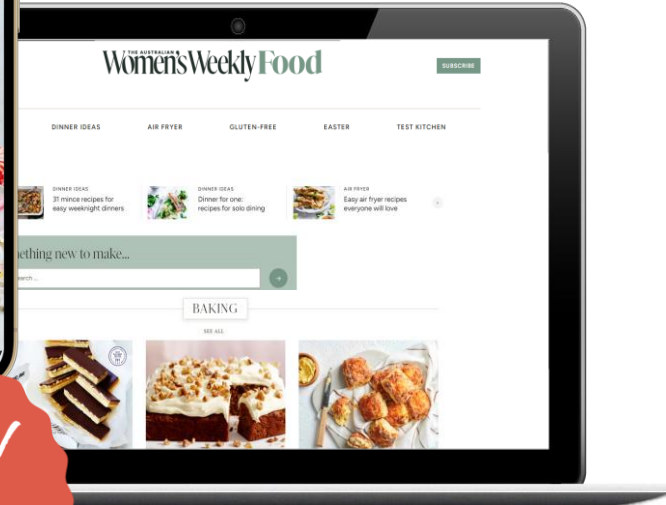 THE AUSTRALIAN
Women's Weekly Food
SUBSCRIBE
DINNER IDEAS AIR FRYER GLUTEN-FREE EASTER TEST KITCHEN
DINNER IDEAS
31 mince recipes for
easy weeknight dinners
DINNER IDEAS
Dinner for one:
recipes for solo dining
AIR FRYER
Easy air fryer recipes
everyone will love
new to make...
BAKING
SEE ALL